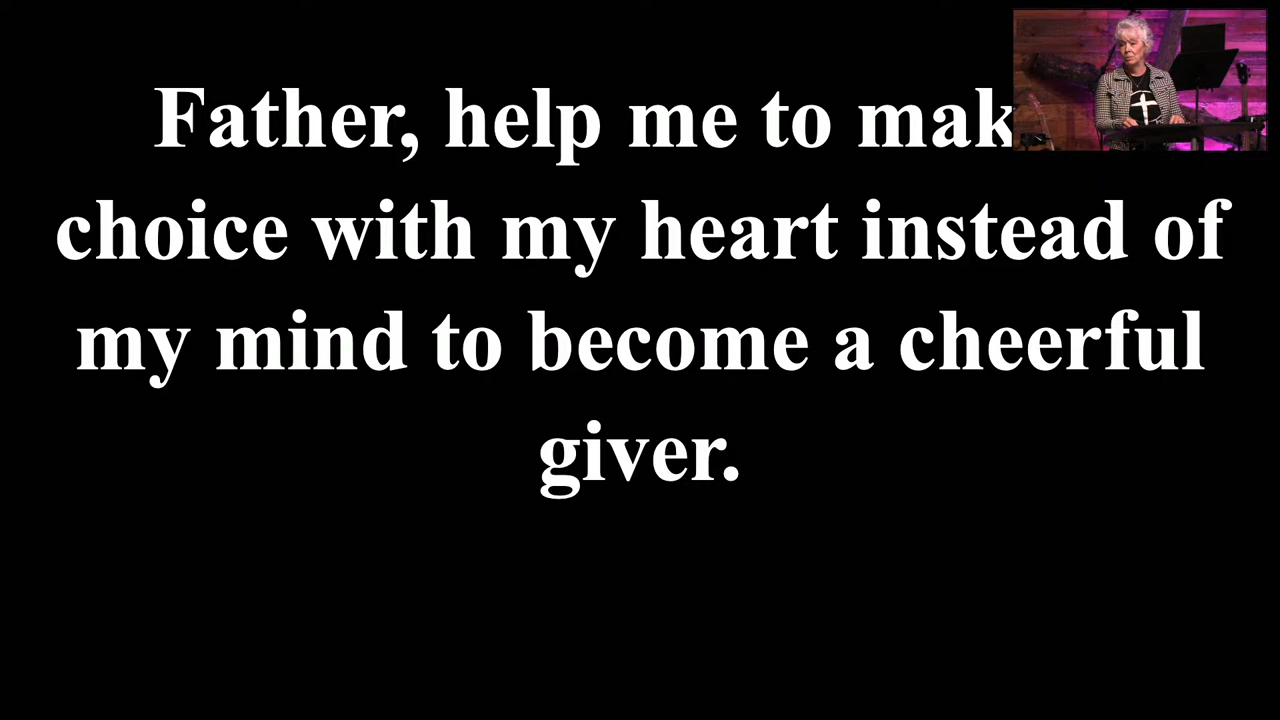 Father, help me to mak
choice with my heart instead of
my mind to become a cheerful
giver.